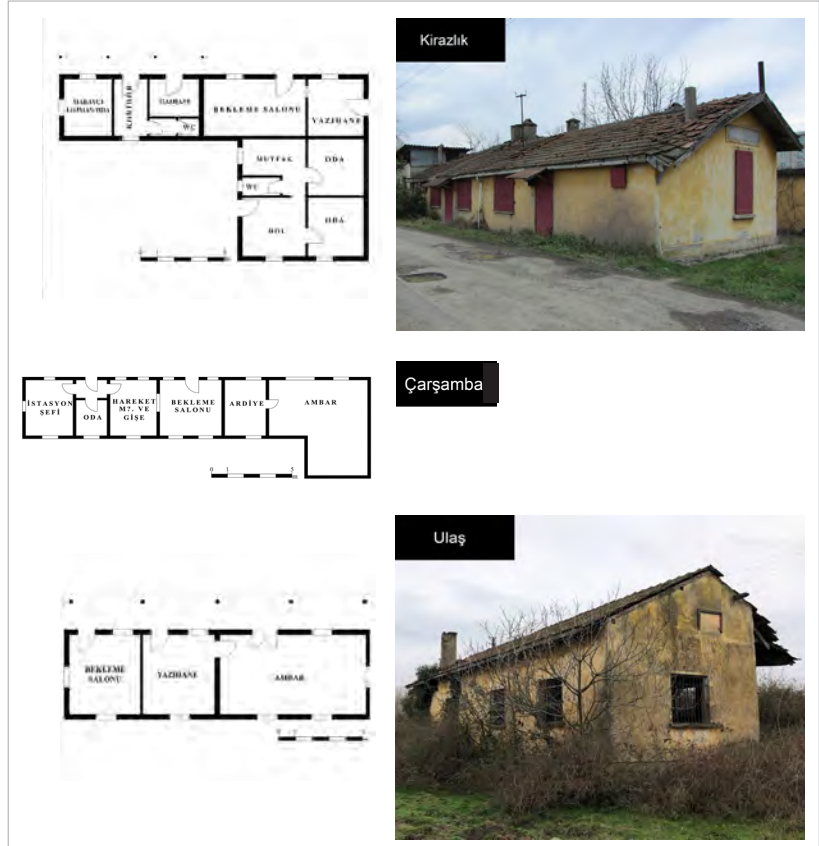 Kirazlık
MAKASÇI
KORİDOR
WC
BEKLEME SALONU
YAZIHANE
MUTFAK
ODA
WC
HOL
ODA
Çarşamba
İSTASYON
ŞEFİ
ODA
HAREKET
M?. VE
GİŞE
BEKLEME
SALONU
ARDİYE
AMBAR
0 1 5
m
Ulaş
BEKLEME
SALONU
YAZIHANE
AMBAR